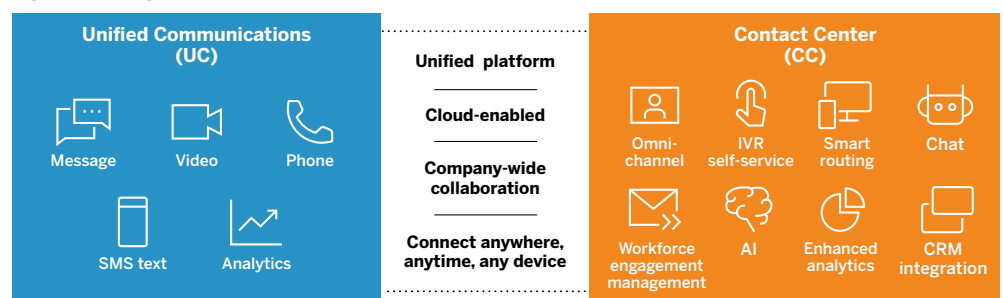 Unified Communications
(UC)
Message
Video
Phone
SMS text
Analytics
Unified platform
Cloud-enabled
Company-wide
collaboration
Connect anywhere,
anytime, any device
Contact Center
(CC)
Omni-
channel
IVR
self-service
Smart
routing
Chat
Workforce
engagement
management
AI
Enhanced
analytics
CRM
integration